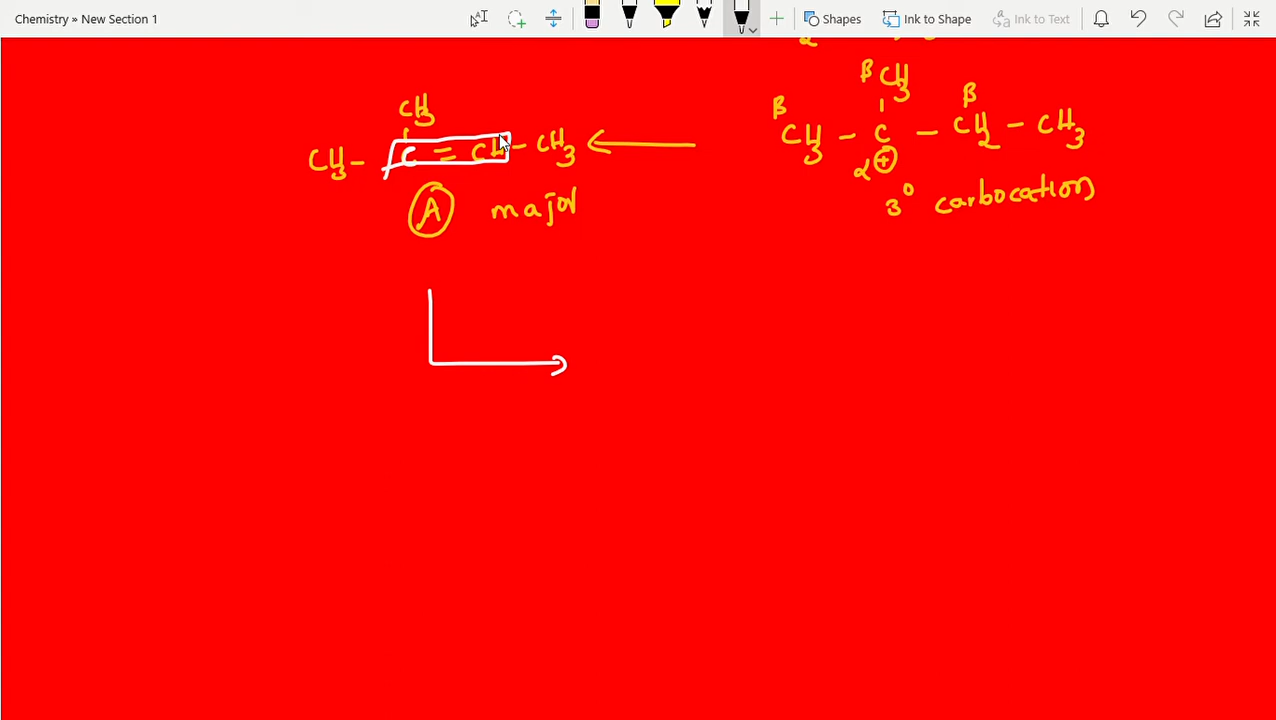 Chemistry » New Section 1
Shapes
Ink to Shape
Ink to Text
CH3
CH3 - C = CH - CH3
A major
β CH3
β β
CH3 - C - CH2 - CH3
α ⊕
3° carbocation